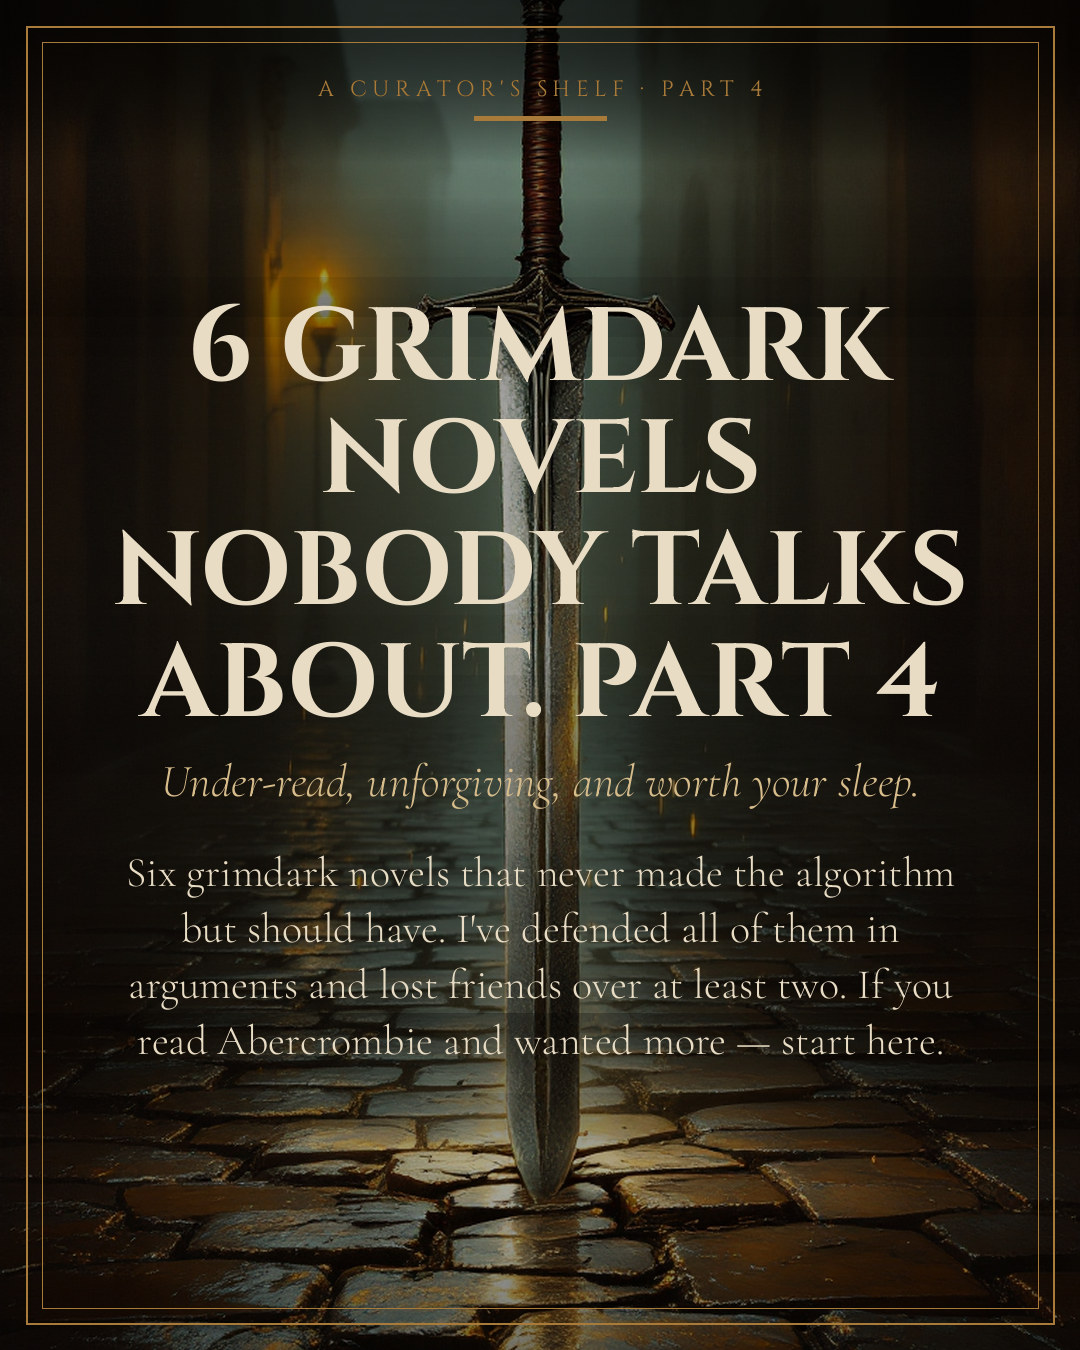 A CURATOR'S SHELF · PART 4
6 GRIMDARK
NOVELS
NOBODY TALKS
ABOUT. PART 4
Under-read, unforgiving, and worth your sleep.
Six grimdark novels that never made the algorithm
but should have. I've defended all of them in
arguments and lost friends over at least two. If you
read Abercrombie and wanted more — start here.